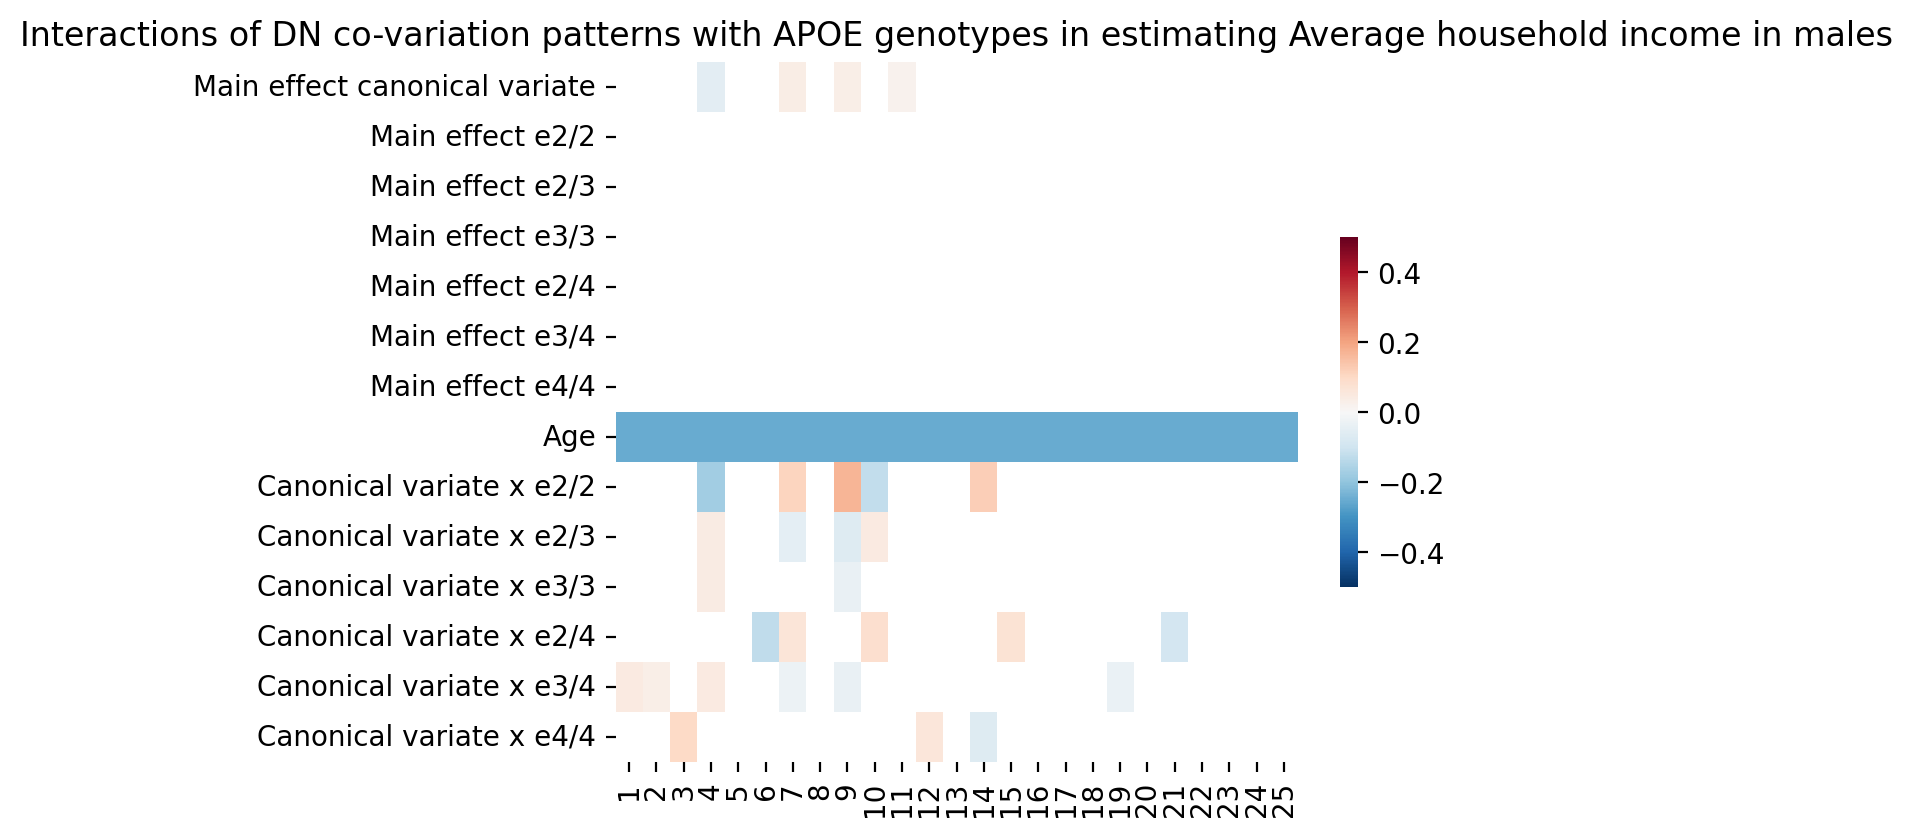 Interactions of DN co-variation patterns with APOE genotypes in estimating Average household income in males
Main effect canonical variate
Main effect e2/2
Main effect e2/3
Main effect e3/3
Main effect e2/4
Main effect e3/4
Main effect e4/4
Age
Canonical variate x e2/2
Canonical variate x e2/3
Canonical variate x e3/3
Canonical variate x e2/4
Canonical variate x e3/4
Canonical variate x e4/4
1 2 3 4 5 6 7 8 9 10 11 12 13 14 15 16 17 18 19 20 21 22 23 24 25
0.4
0.2
0.0
−0.2
−0.4